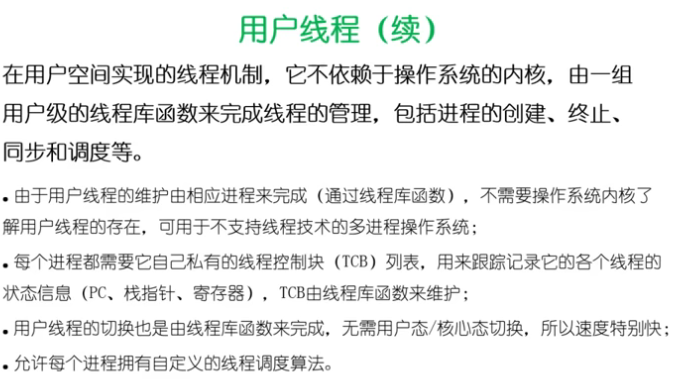 用户线程（续）
在用户空间实现的线程机制，它不依赖于操作系统的内核，由一组
用户级的线程库函数来完成线程的管理，包括进程的创建、终止、
同步和调度等。
• 由于用户线程的维护由相应进程来完成（通过线程库函数），不需要操作系统内核了
解用户线程的存在，可用于不支持线程技术的多进程操作系统；
• 每个进程都需要它自己私有的线程控制块（TCB）列表，用来跟踪记录它的各个线程的
状态信息（PC、栈指针、寄存器），TCB由线程库函数来维护；
• 用户线程的切换也是由线程库函数来完成，无需用户态/核心态切换，所以速度特别快；
• 允许每个进程拥有自定义的线程调度算法。